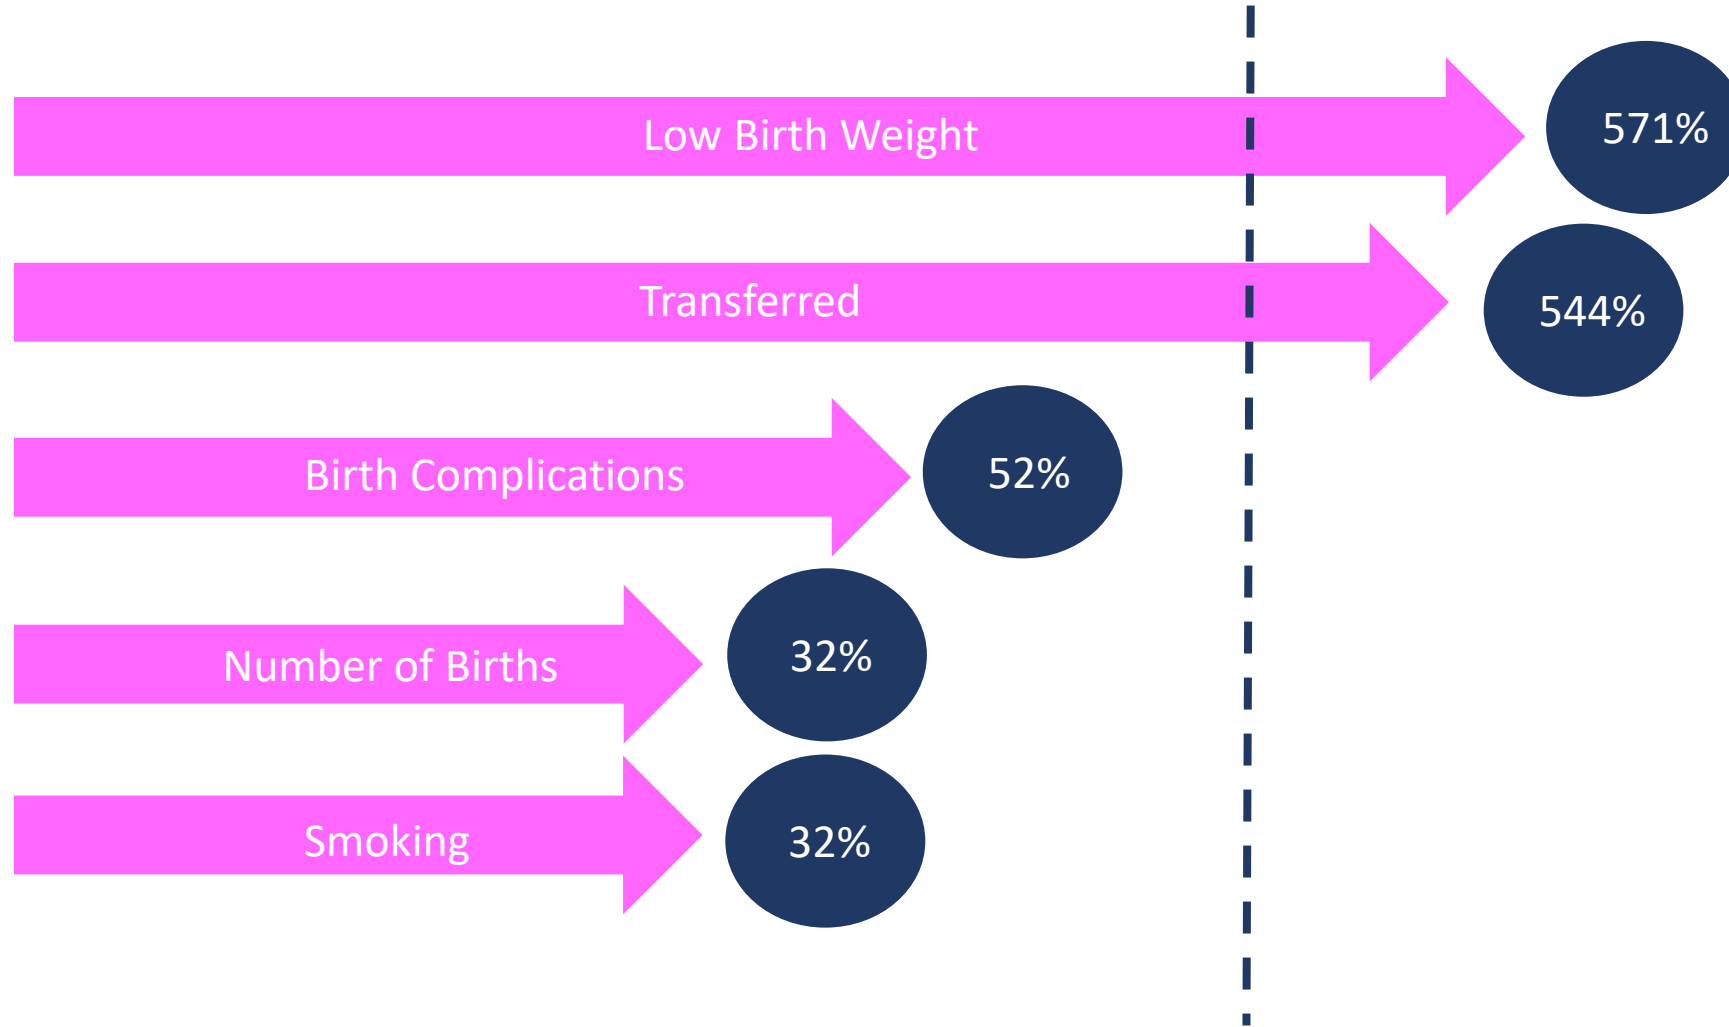 Low Birth Weight
571%
Transferred
544%
Birth Complications
52%
Number of Births
32%
Smoking
32%